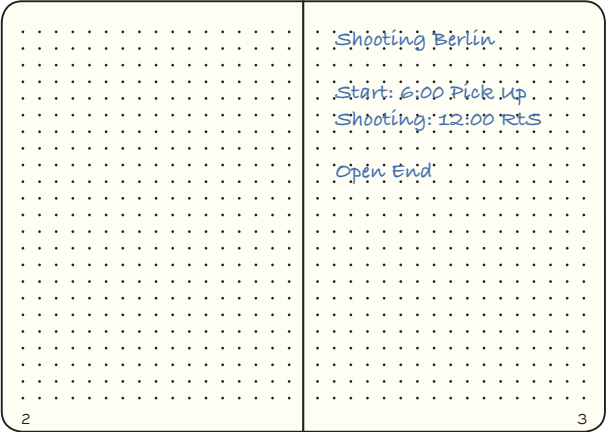 Shooting Berlin
Start: 6:00 Pick Up
Shooting: 12:00 RtS
Open End
2
3